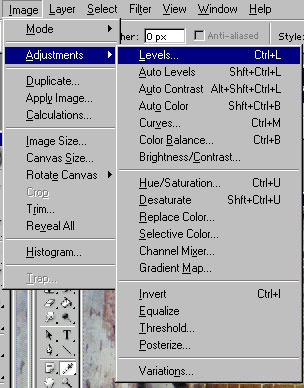 Image Layer Select Filter View Window Help
her: 0 px Anti-aliased Style:
Mode
Adjustments
Duplicate...
Apply Image...
Calculations...
Image Size...
Canvas Size...
Rotate Canvas
Crop
Trim...
Reveal All
Histogram...
Trap...
Levels... Ctrl+L
Auto Levels Shft+Ctrl+L
Auto Contrast Alt+Shft+Ctrl+L
Auto Color Shft+Ctrl+B
Curves... Ctrl+M
Color Balance... Ctrl+B
Brightness/Contrast...
Hue/Saturation... Ctrl+U
Desaturate Shft+Ctrl+U
Replace Color...
Selective Color...
Channel Mixer...
Gradient Map...
Invert Ctrl+I
Equalize
Threshold...
Posterize...
Variations...
T